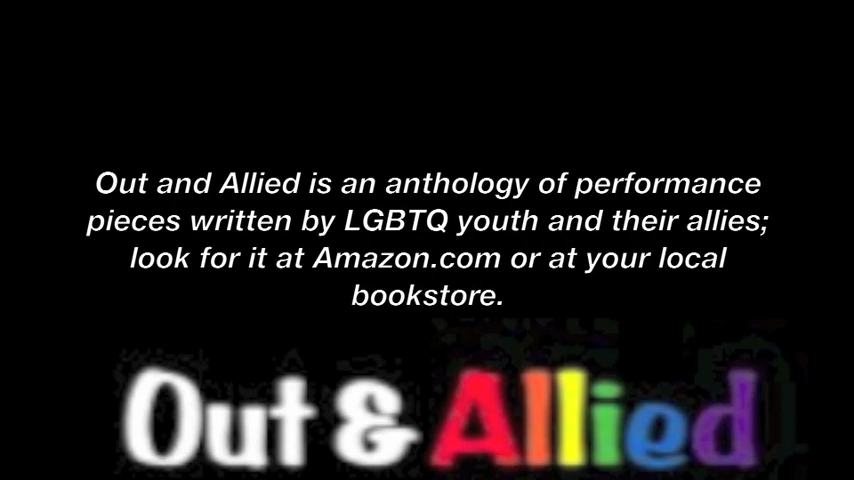 Out and Allied is an anthology of performance
pieces written by LGBTQ youth and their allies;
look for it at Amazon.com or at your local
bookstore.
Out & Allied